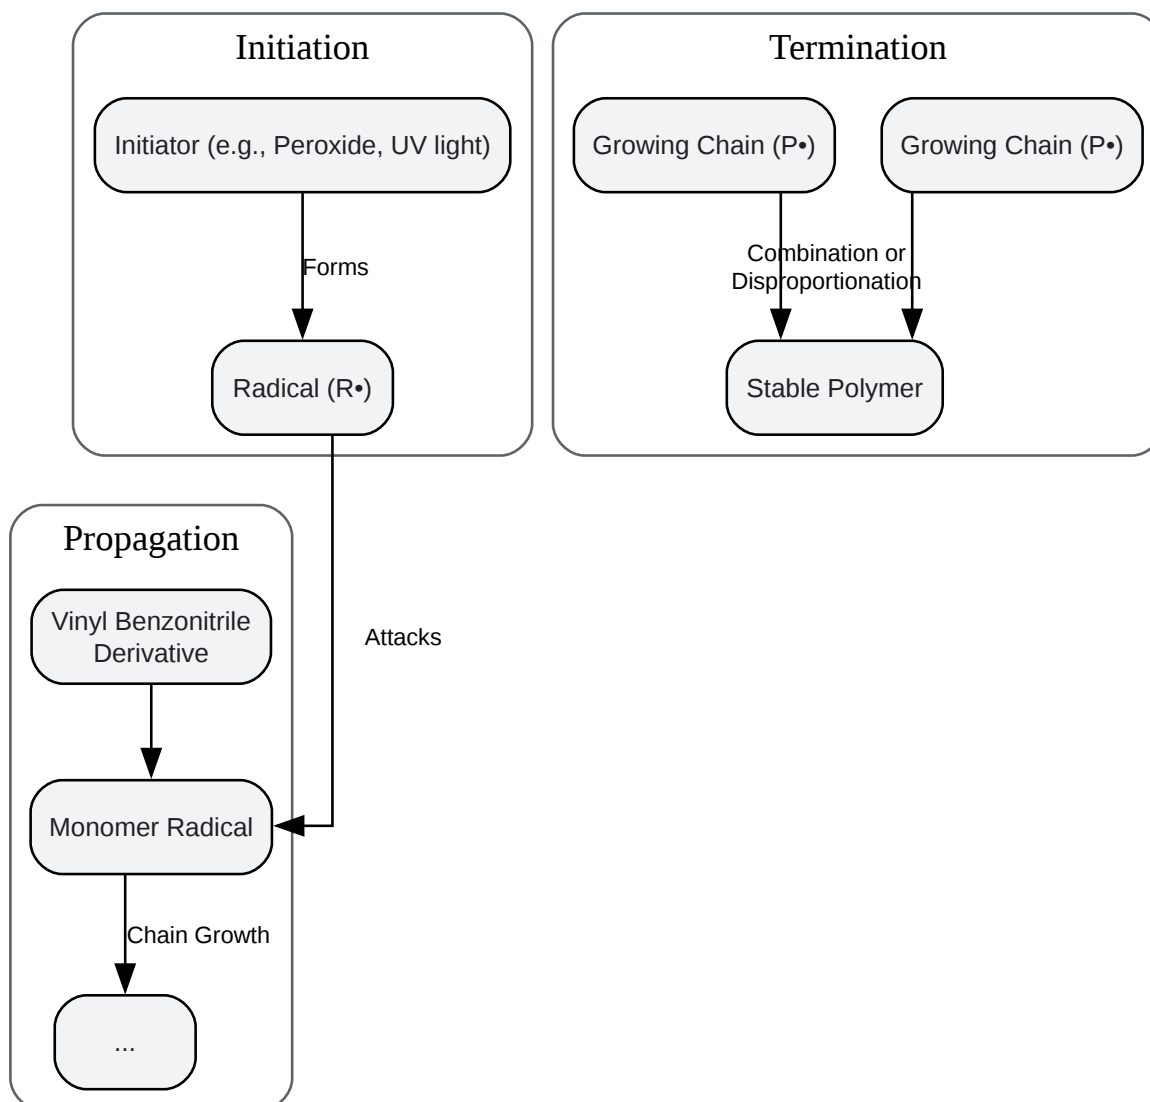 Initiation
Initiator (e.g., Peroxide, UV light)
Forms
Radical (R•)
Termination
Growing Chain (P•)
Growing Chain (P•)
Combination or
Disproportionation
Stable Polymer
Attacks
Propagation
Vinyl Benzonitrile
Derivative
Monomer Radical
Chain Growth
...